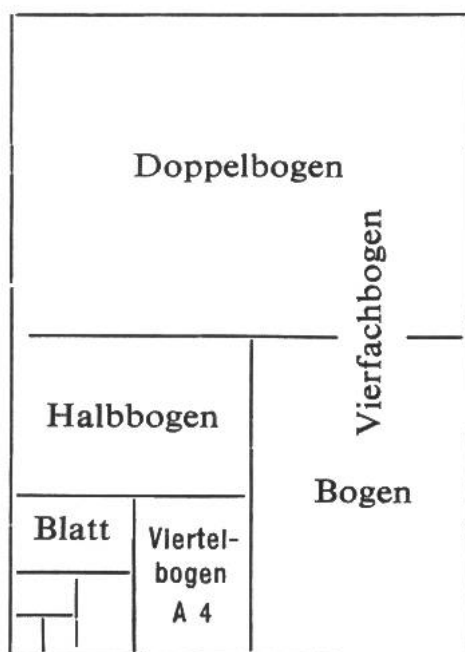 Doppelbogen
Vierfachbogen
Halbbogen
Bogen
Blatt
Viertel-
bogen
A 4